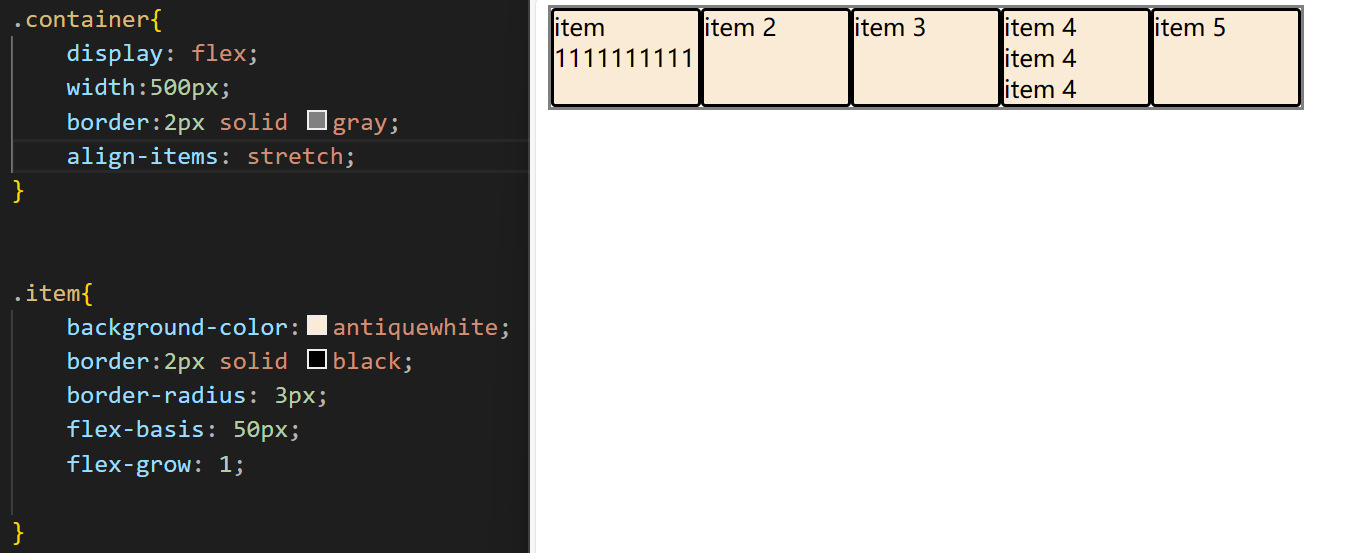 .container{
display: flex;
width:500px;
border:2px solid gray;
align-items: stretch;
}
.item{
background-color:antiquewhite;
border:2px solid black;
border-radius: 3px;
flex-basis: 50px;
flex-grow: 1;
}
item
1111111111
item 2
item 3
item 4
item 4
item 4
item 5